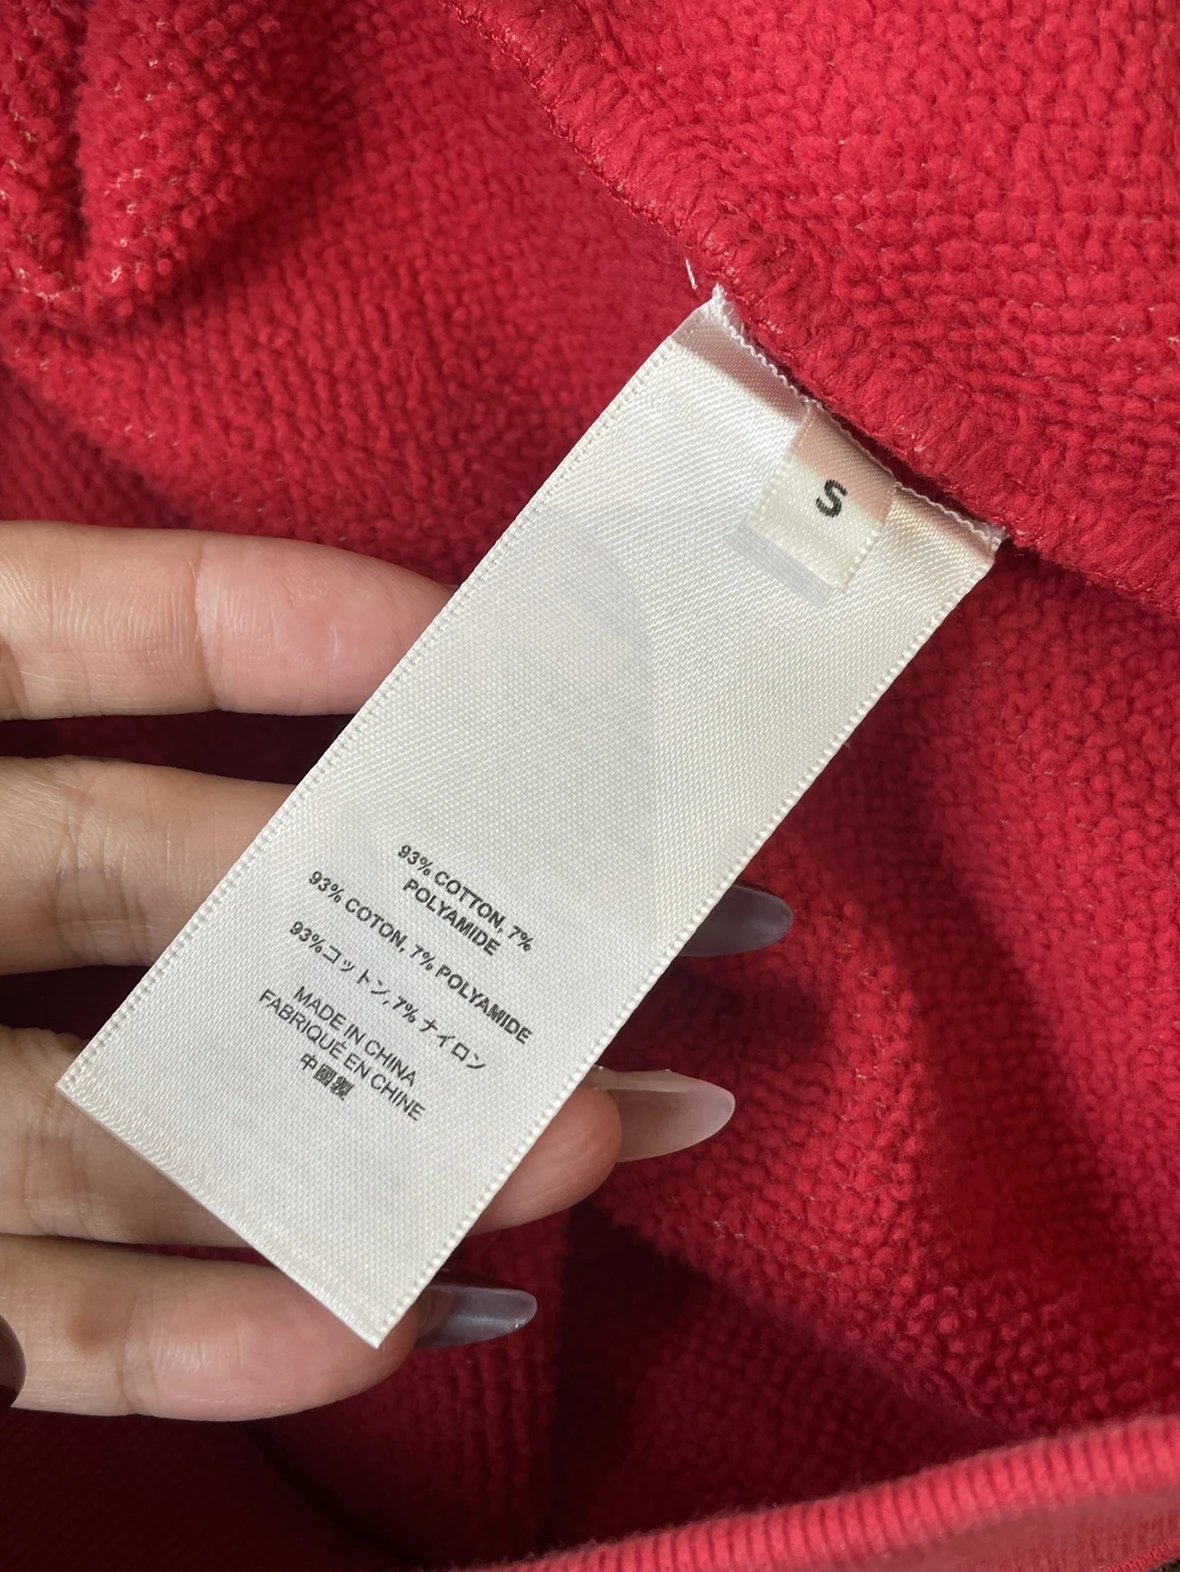 S
93% COTTON, 7%
POLYAMIDE
93% COTON, 7% POLYAMIDE
93%コットン, 7% ナイロン
MADE IN CHINA
FABRIQUÉ EN CHINE
中國製